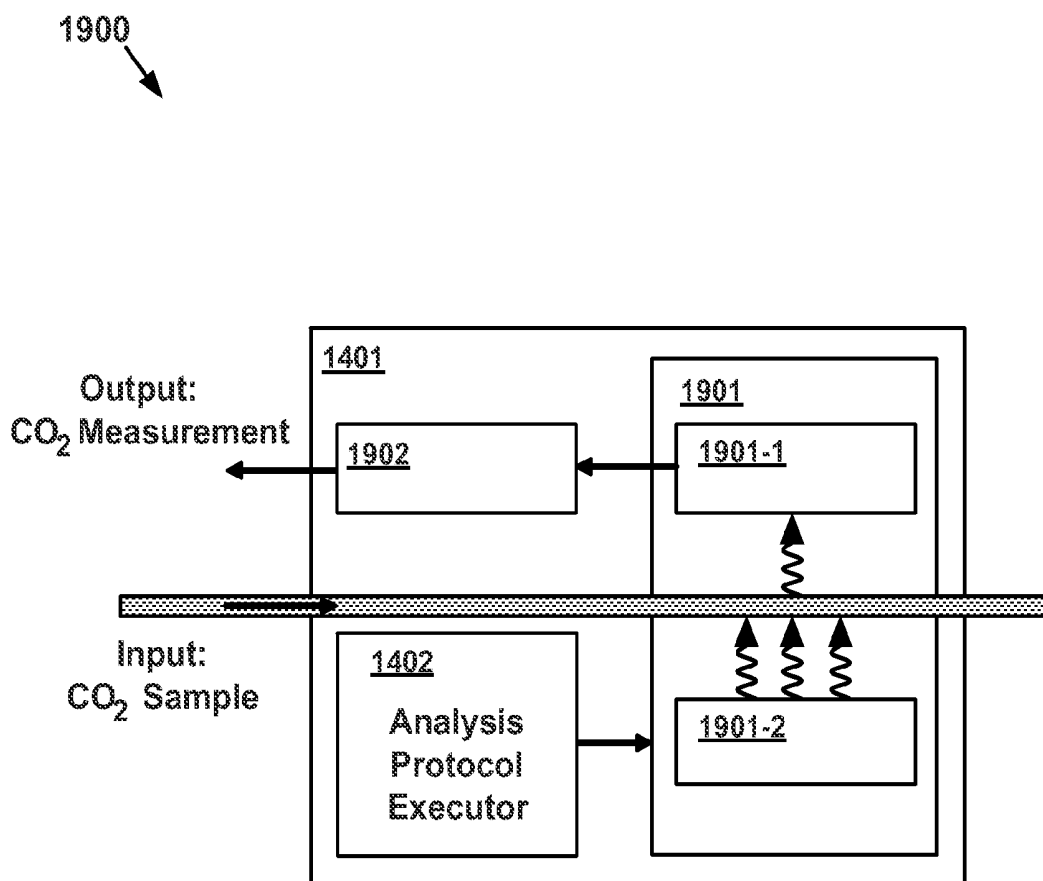 1900
1401
1901
Output:
CO₂ Measurement
1902
1901-1
Input:
CO₂ Sample
1402
Analysis
Protocol
Executor
1901-2